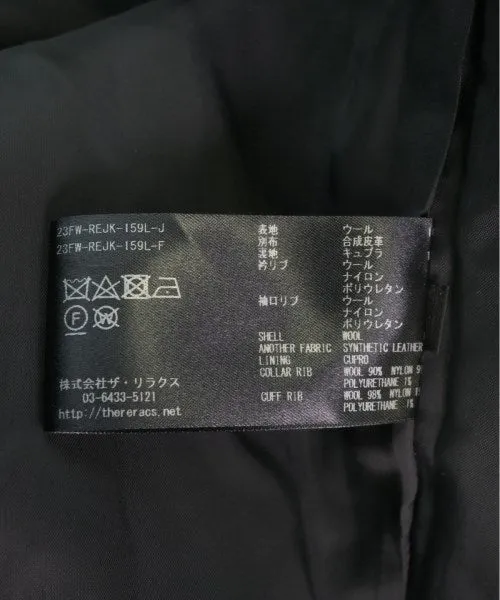 23FW-REJK-159L-J
23FW-REJK-159L-F
F
W
株式会社ザ・リラクス
03-6433-5121
http://thereracs.net
表地 ウール
別布 合成皮革
裏地 キュプラ
衿リブ ウール
ナイロン
ポリウレタン
袖口リブ ウール
ナイロン
ポリウレタン
SHELL WOOL
ANOTHER FABRIC SYNTHETIC LEATHER
LINING CUPRO
COLLAR RIB WOOL 90% NYLON
POLYURETHANE 1%
CUFF RIB WOOL 98% NYLON
POLYURETHANE 1%